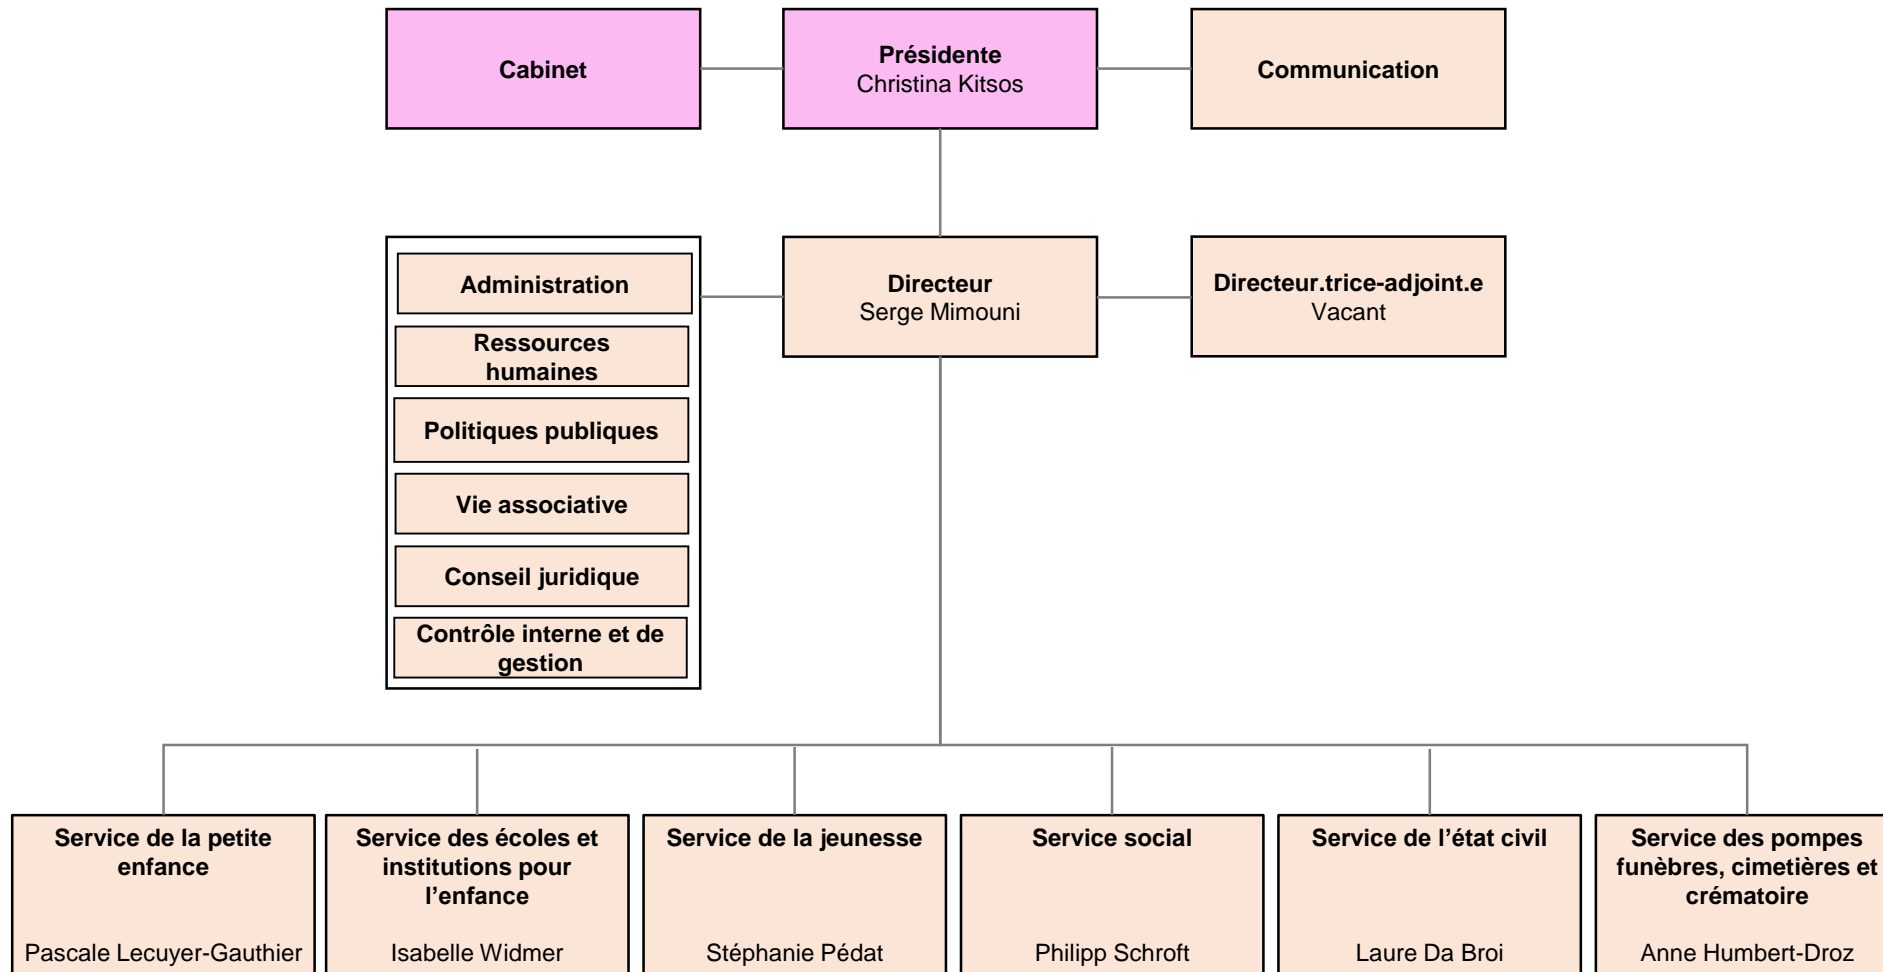 Cabinet
Présidente
Christina Kitsos
Communication
Administration
Ressources
humaines
Politiques publiques
Vie associative
Conseil juridique
Contrôle interne et de
gestion
Directeur
Serge Mimouni
Directeur.trice-adjoint.e
Vacant
Service de la petite
enfance
Pascale Lecuyer-Gauthier
Service des écoles et
institutions pour
l’enfance
Isabelle Widmer
Service de la jeunesse
Stéphanie Pédat
Service social
Philipp Schroft
Service de l’état civil
Laure Da Broi
Service des pompes
funèbres, cimetières et
crématoire
Anne Humbert-Droz